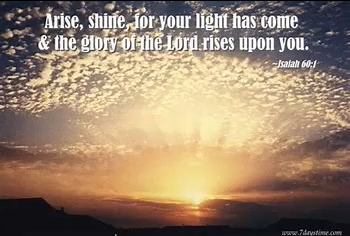 Arise, shine, for your light has come
& the glory of the Lord rises upon you.
~Isaiah 60:1
www.7daystime.com